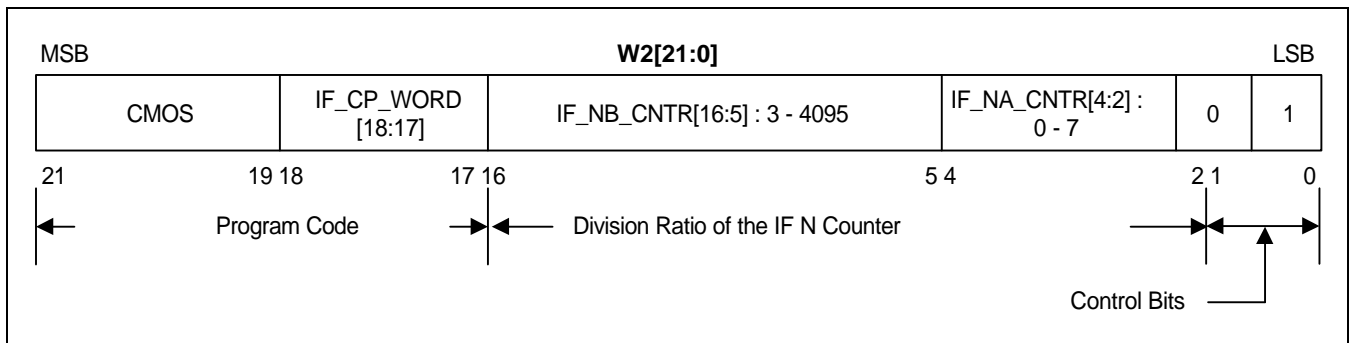 MSB W2[21:0] LSB
CMOS IF_CP_WORD [18:17] IF_NB_CNTR[16:5] : 3 - 4095 IF_NA_CNTR[4:2] : 0 - 7 0 1
21 19 18 17 16 5 4 2 1 0
Program Code Division Ratio of the IF N Counter
Control Bits